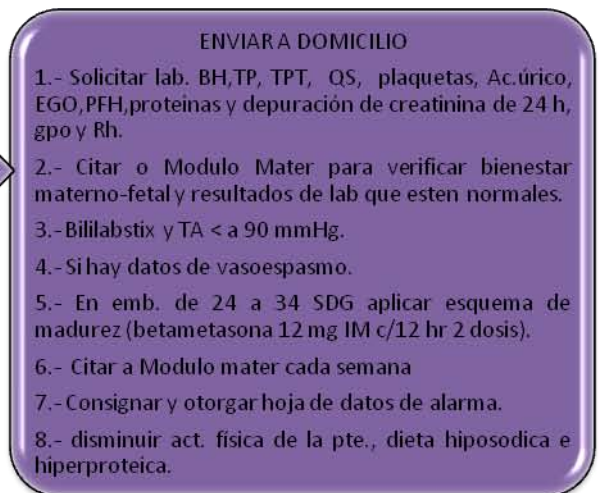 ENVIAR A DOMICILIO
1.- Solicitar lab. BH,TP, TPT, QS, plaquetas, Ac.úrico,
EGO,PFH,proteinas y depuración de creatinina de 24 h,
gpo y Rh.
2.- Citar o Modulo Mater para verificar bienestar
materno-fetal y resultados de lab que esten normales.
3.-Bililabstix y TA < a 90 mmHg.
4.-Si hay datos de vasoespasmo.
5.- En emb. de 24 a 34 SDG aplicar esquema de
madurez (betametasona 12 mg IM c/12 hr 2 dosis).
6.- Citar a Modulo mater cada semana
7.-Consignar y otorgar hoja de datos de alarma.
8.- disminuir act. física de la pte., dieta hiposodica e
hiperproteica.